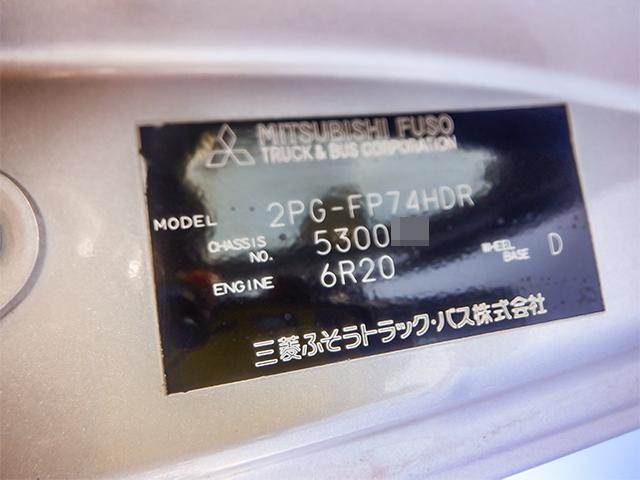 MITSUBISHI FUSO
TRUCK & BUS CORPORATION
MODEL 2PG-FP74HDR
CHASSIS NO. 5300
ENGINE 6R20 WHEEL BASE D
三菱ふそうトラック・バス株式会社